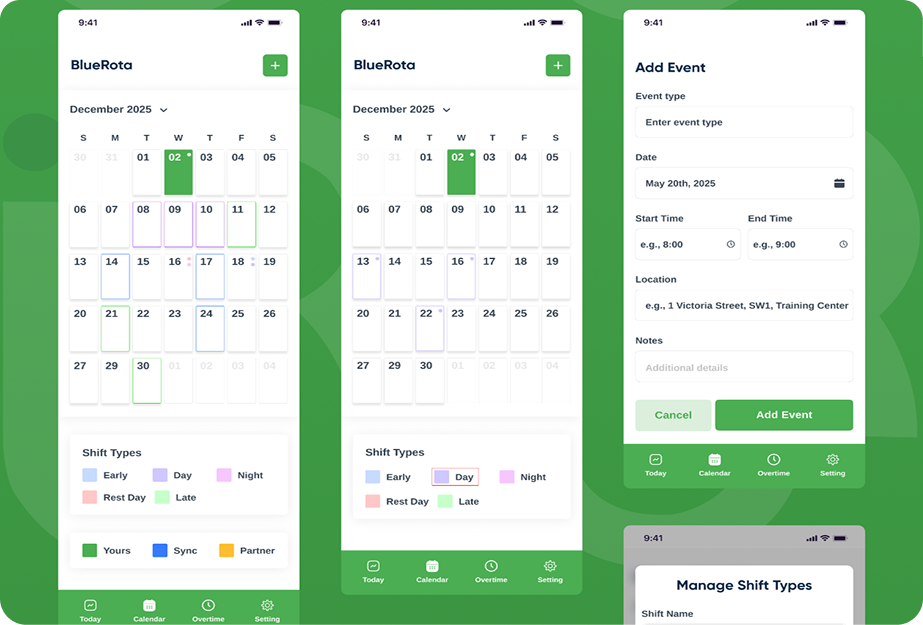 9:41
BlueRota
+
December 2025
S M T W T F S
30 31 01 02 03 04 05
06 07 08 09 10 11 12
13 14 15 16 17 18 19
20 21 22 23 24 25 26
27 29 30 01 02 03 04
Shift Types
Early Day Night
Rest Day Late
Yours Sync Partner
Today Calendar Overtime Setting
9:41
BlueRota
+
December 2025
S M T W T F S
30 31 01 02 03 04 05
06 07 08 09 10 11 12
13 14 15 16 17 18 19
20 21 22 23 24 25 26
27 29 30 01 02 03 04
Shift Types
Early Day Night
Rest Day Late
Today Calendar Overtime Setting
9:41
Add Event
Event type
Enter event type
Date
May 20th, 2025
Start Time End Time
e.g., 8:00 e.g., 9:00
Location
e.g., 1 Victoria Street, SW1, Training Center
Notes
Additional details
Cancel Add Event
Today Calendar Overtime Setting
9:41
Manage Shift Types
Shift Name